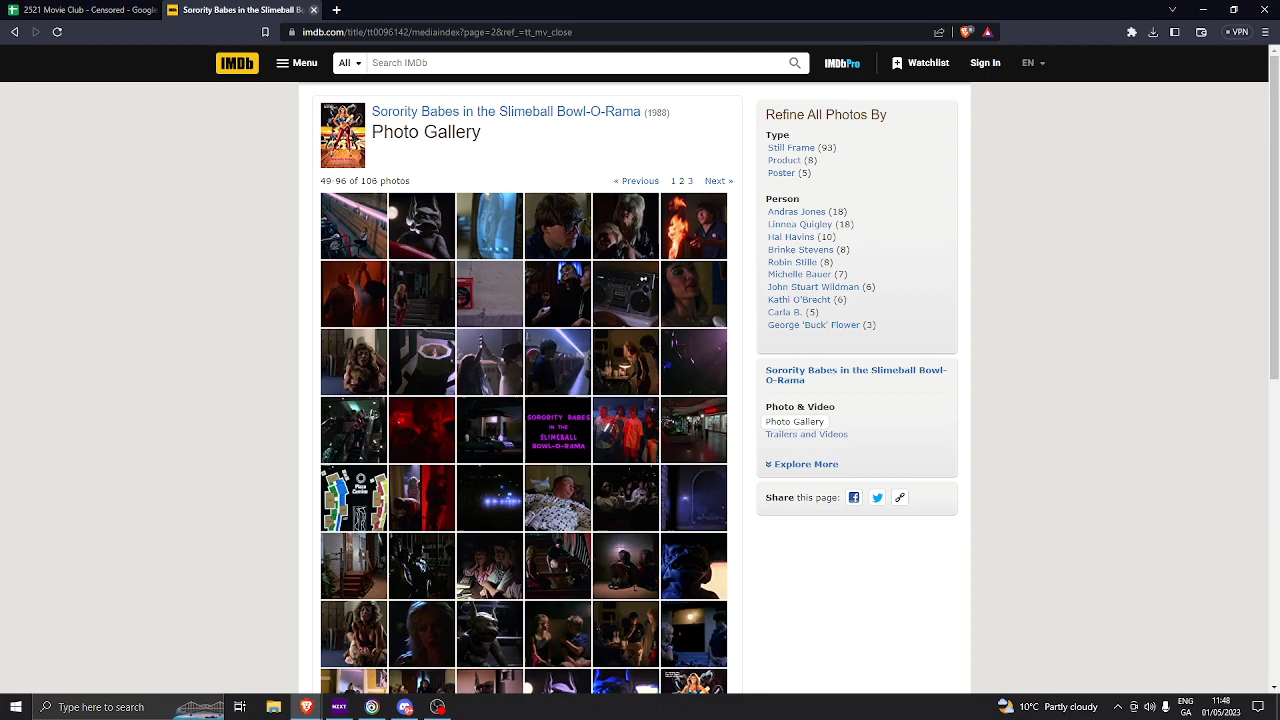 2521 Movie Club - Censored - Google
Sorority Babes in the Slimeball Bo
imdb.com/title/tt0096142/mediaindex?page=2&ref_=tt_mv_close
VPN
IMDb
Menu
All
Search IMDb
IMDbPro
Watchlist
Sign In
EN
Sorority Babes in the Slimeball Bowl-O-Rama (1988)
Photo Gallery
49-96 of 106 photos
« Previous 1 2 3 Next »
SORORITY BABES
IN THE
SLIMEBALL
BOWL-O-RAMA
Refine All Photos By
Type
Still Frame (93)
Product (8)
Poster (5)
Person
Andras Jones (18)
Linnea Quigley (18)
Hal Havins (10)
Brinke Stevens (8)
Robin Stille (8)
Michelle Bauer (7)
John Stuart Wildman (6)
Kathi O'Brecht (6)
Carla B. (5)
George 'Buck' Flower
Sorority Babes in the Slimeball Bowl-
O-Rama
Photo & Video
Photo Gallery
Trailers and Videos
Explore More
Share this page:
Type here to search
NZXT
10°C Partly cloudy
ENG
GA
11:48
01/05/2023